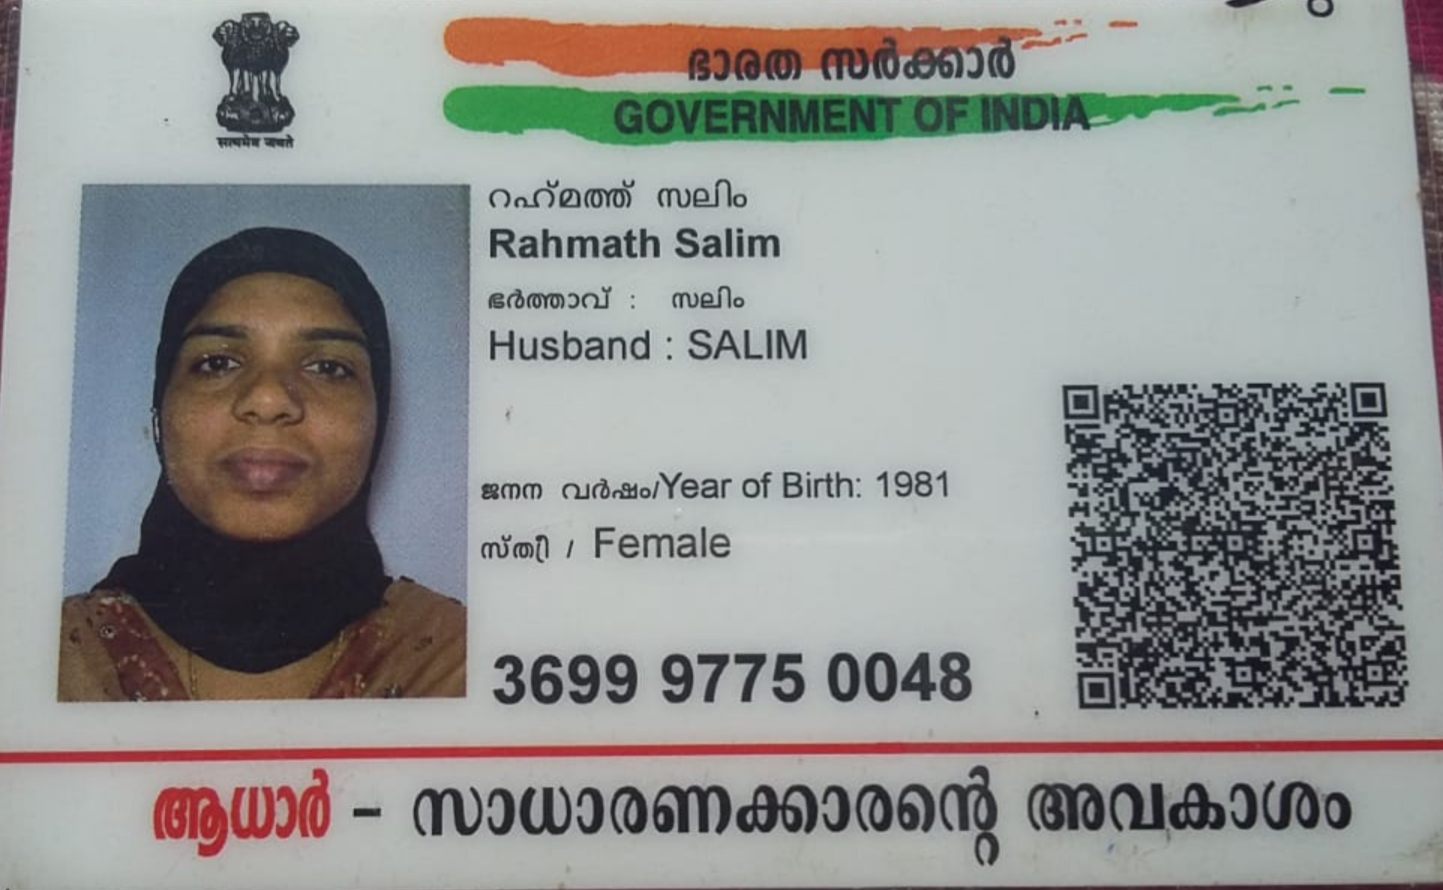 सत्यमेव जयते
ഭാരത സർക്കാർ
GOVERNMENT OF INDIA
റഹ്‌മത്ത് സലിം
Rahmath Salim
ഭർത്താവ് : സലിം
Husband : SALIM
ജനന വർഷം/Year of Birth: 1981
സ്ത്രീ / Female
3699 9775 0048
ആധാർ - സാധാരണക്കാരന്റെ അവകാശം